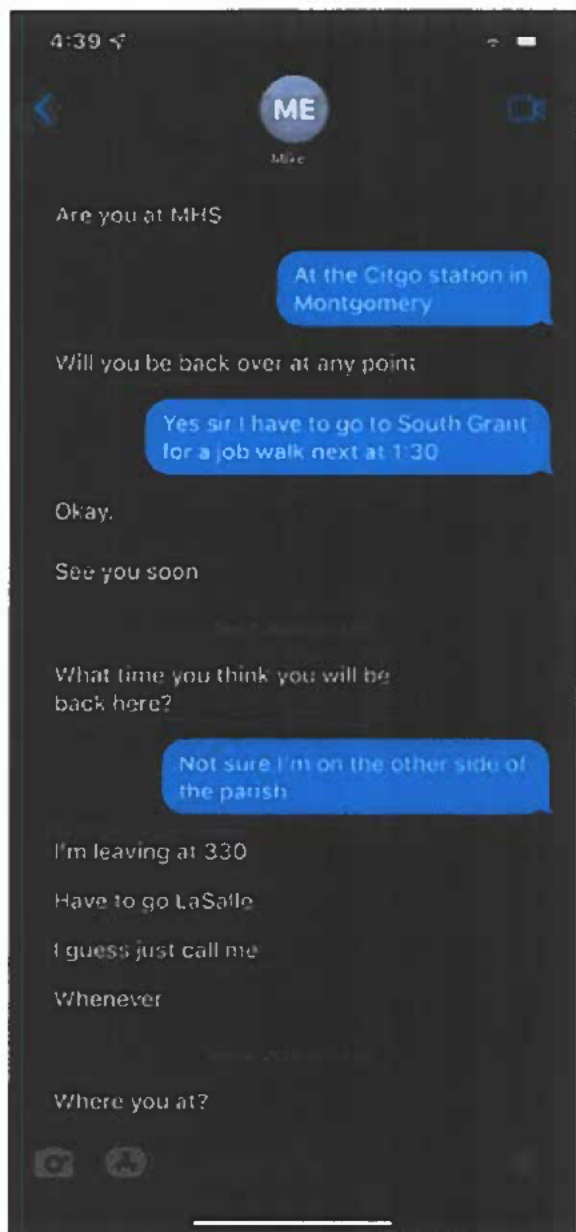 4:39
ME
Mike
Are you at MHS
At the Citgo station in
Montgomery
Will you be back over at any point
Yes sir I have to go to South Grant
for a job walk next at 1:30
Okay.
See you soon
What time you think you will be
back here?
Not sure I'm on the other side of
the parish
I'm leaving at 330
Have to go LaSalle
I guess just call me
Whenever
Where you at?